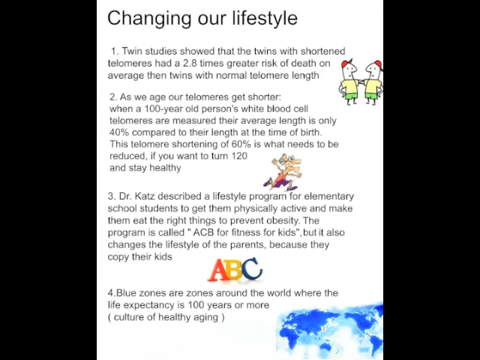 Changing our lifestyle
1. Twin studies showed that the twins with shortened
telomeres had a 2.8 times greater risk of death on
average then twins with normal telomere length
2. As we age our telomeres get shorter:
when a 100-year old person's white blood cell
telomeres are measured their average length is only
40% compared to their length at the time of birth.
This telomere shortening of 60% is what needs to be
reduced, if you want to turn 120
and stay healthy
3. Dr. Katz described a lifestyle program for elementary
school students to get them physically active and make
them eat the right things to prevent obesity. The
program is called " ACB for fitness for kids",but it also
changes the lifestyle of the parents, because they
copy their kids
ABC
4.Blue zones are zones around the world where the
life expectancy is 100 years or more
( culture of healthy aging )